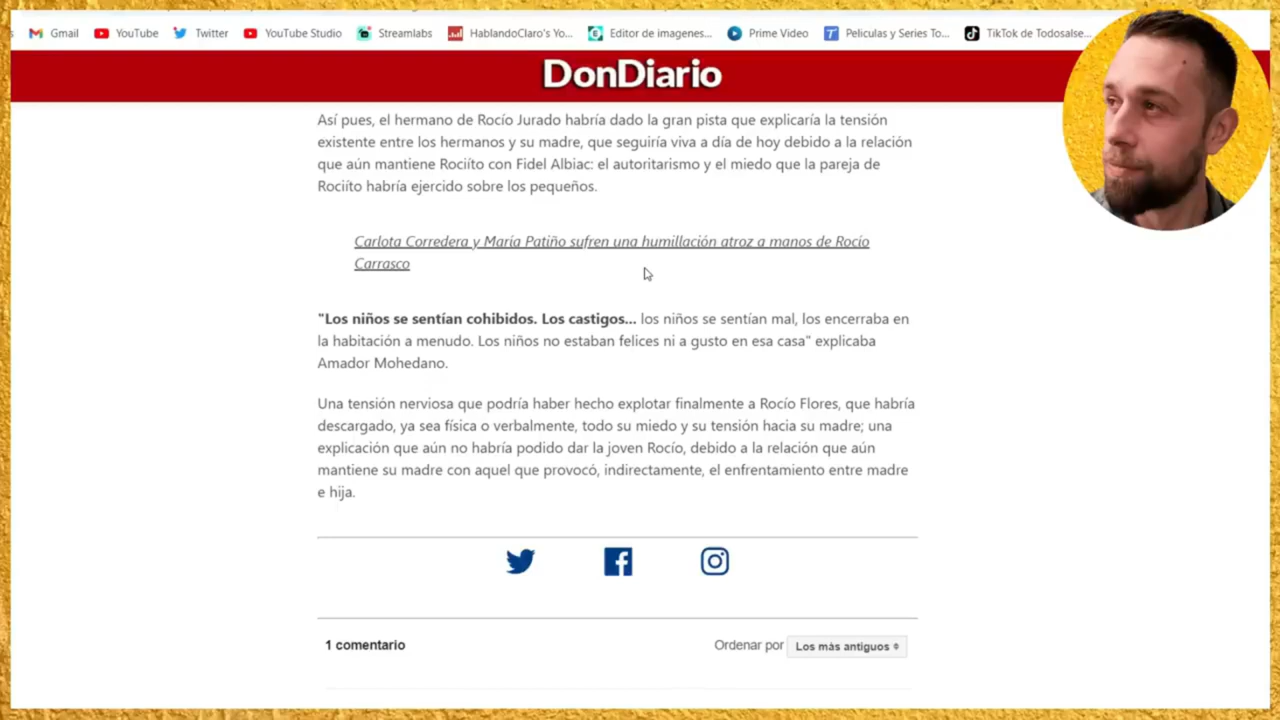 Gmail
YouTube
Twitter
YouTube Studio
Streamlabs
HablandoClaro's Yo...
Editor de imagenes...
Prime Video
Peliculas y Series To...
TikTok de Todosalse...
DonDiario
Así pues, el hermano de Rocío Jurado habría dado la gran pista que explicaría la tensión
existente entre los hermanos y su madre, que seguiría viva a día de hoy debido a la relación
que aún mantiene Rociíto con Fidel Albiac: el autoritarismo y el miedo que la pareja de
Rociíto habría ejercido sobre los pequeños.
Carlota Corredera y María Patiño sufren una humillación atroz a manos de Rocío
Carrasco
"Los niños se sentían cohibidos. Los castigos... los niños se sentían mal, los encerraba en
la habitación a menudo. Los niños no estaban felices ni a gusto en esa casa" explicaba
Amador Mohedano.
Una tensión nerviosa que podría haber hecho explotar finalmente a Rocío Flores, que habría
descargado, ya sea física o verbalmente, todo su miedo y su tensión hacia su madre; una
explicación que aún no habría podido dar la joven Rocío, debido a la relación que aún
mantiene su madre con aquel que provocó, indirectamente, el enfrentamiento entre madre
e hija.
1 comentario
Ordenar por Los más antiguos